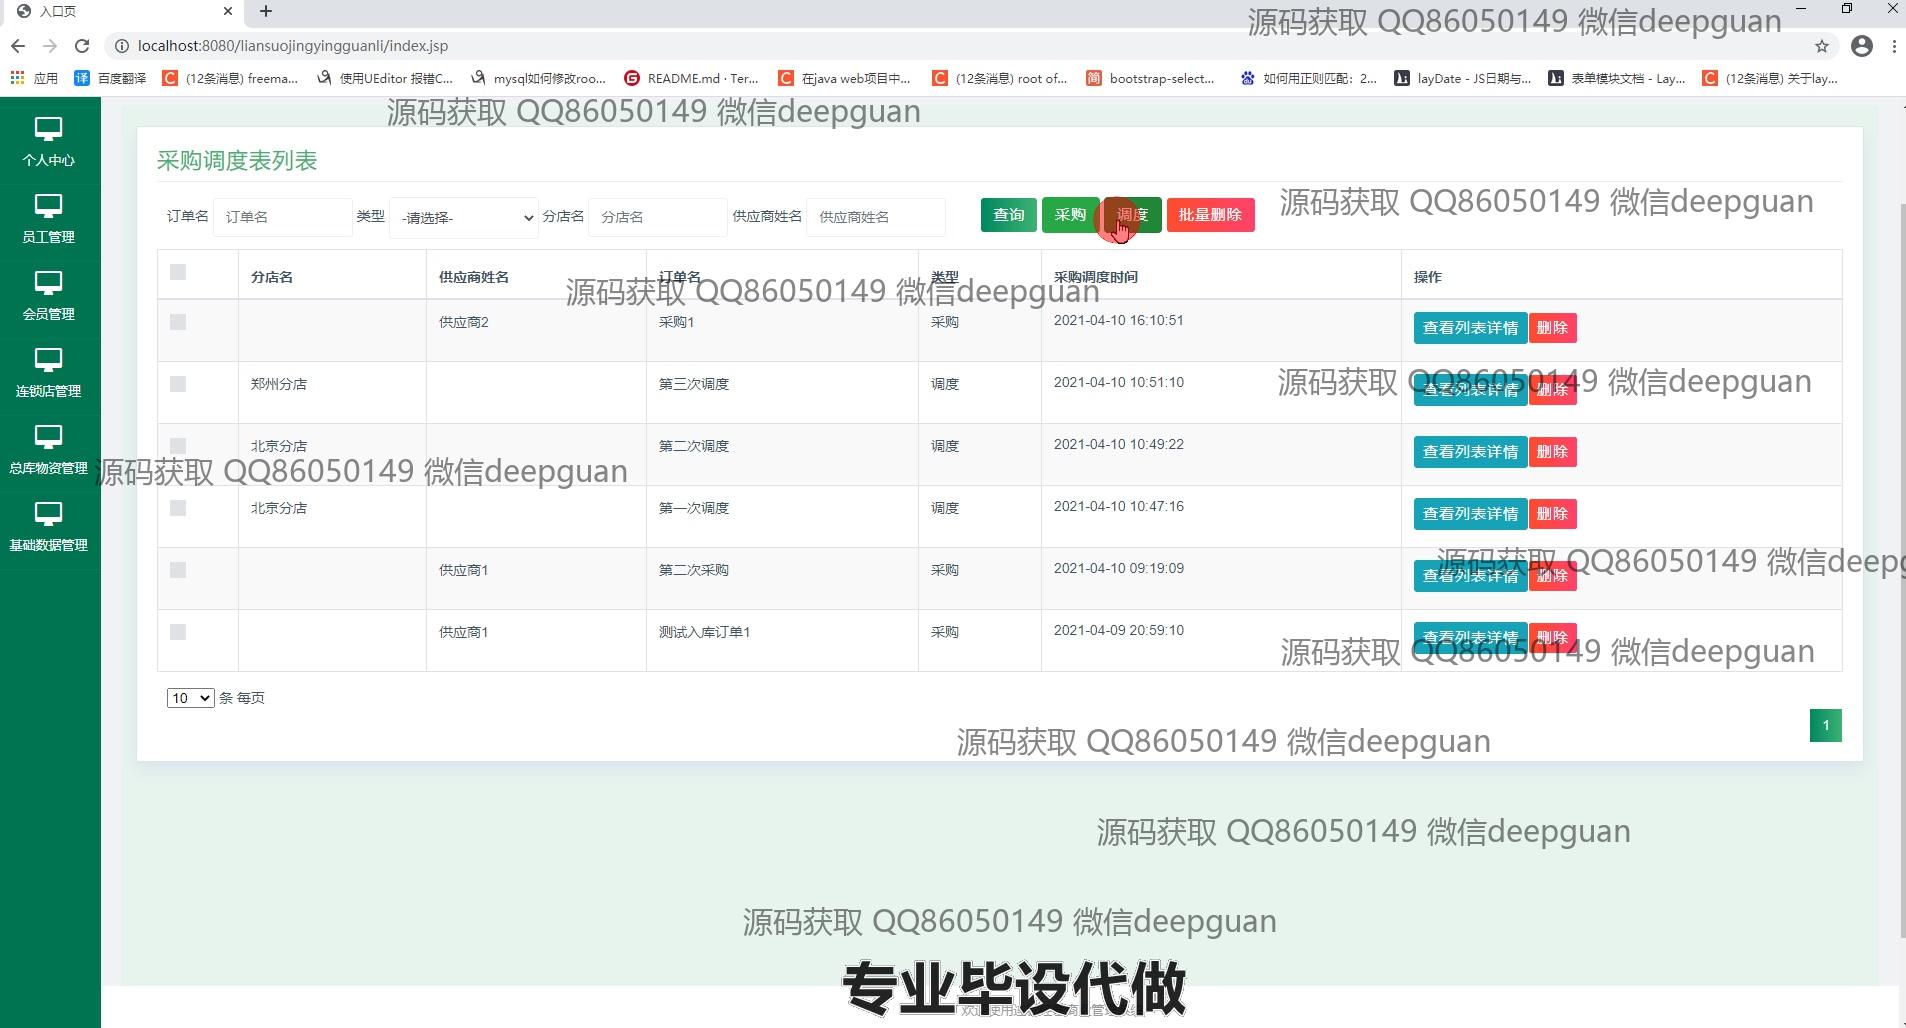 入口页
源码获取 QQ86050149 微信deepguan
localhost:8080/liansuojingyingguanli/index.jsp
应用 百度翻译 (12条消息) freema... 使用UEditor 报错C... mysql如何修改roo... README.md · Ter... 在java web项目中... (12条消息) root of... bootstrap-select... 如何用正则匹配：2... layDate - JS日期与... 表单模块文档 - Lay... (12条消息) 关于lay...
源码获取 QQ86050149 微信deepguan
个人中心
员工管理
会员管理
连锁店管理
总库物资管理
基础数据管理
采购调度表列表
订单名 订单名 类型 -请选择- 分店名 分店名 供应商姓名 供应商姓名 查询 采购 调度 批量删除
源码获取 QQ86050149 微信deepguan
分店名 供应商姓名 订单名 类型 采购调度时间 操作
源码获取 QQ86050149 微信deepguan
供应商2 采购1 采购 2021-04-10 16:10:51 查看列表详情 删除
郑州分店 第三次调度 调度 2021-04-10 10:51:10 查看列表详情 删除
源码获取 QQ86050149 微信deepguan
北京分店 第二次调度 调度 2021-04-10 10:49:22 查看列表详情 删除
源码获取 QQ86050149 微信deepguan
北京分店 第一次调度 调度 2021-04-10 10:47:16 查看列表详情 删除
供应商1 第二次采购 采购 2021-04-10 09:19:09 查看列表详情 删除
源码获取 QQ86050149 微信deepg
供应商1 测试入库订单1 采购 2021-04-09 20:59:10 查看列表详情 删除
源码获取 QQ86050149 微信deepguan
10 条 每页
1
源码获取 QQ86050149 微信deepguan
源码获取 QQ86050149 微信deepguan
源码获取 QQ86050149 微信deepguan
专业毕设代做